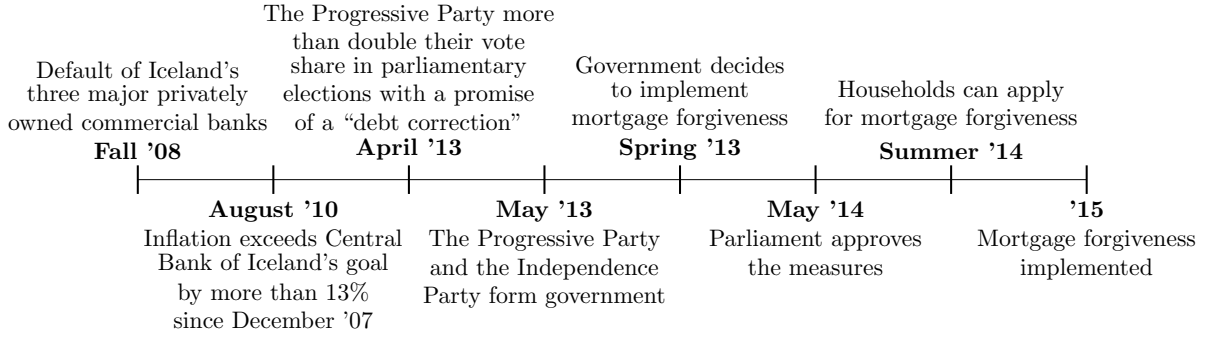 Default of Iceland's
three major privately
owned commercial banks
Fall '08
August '10
Inflation exceeds Central
Bank of Iceland's goal
by more than 13%
since December '07
The Progressive Party more
than double their vote
share in parliamentary
elections with a promise
of a “debt correction”
April '13
May '13
The Progressive Party
and the Independence
Party form government
Government decides
to implement
mortgage forgiveness
Spring '13
May '14
Parliament approves
the measures
Households can apply
for mortgage forgiveness
Summer '14
'15
Mortgage forgiveness
implemented